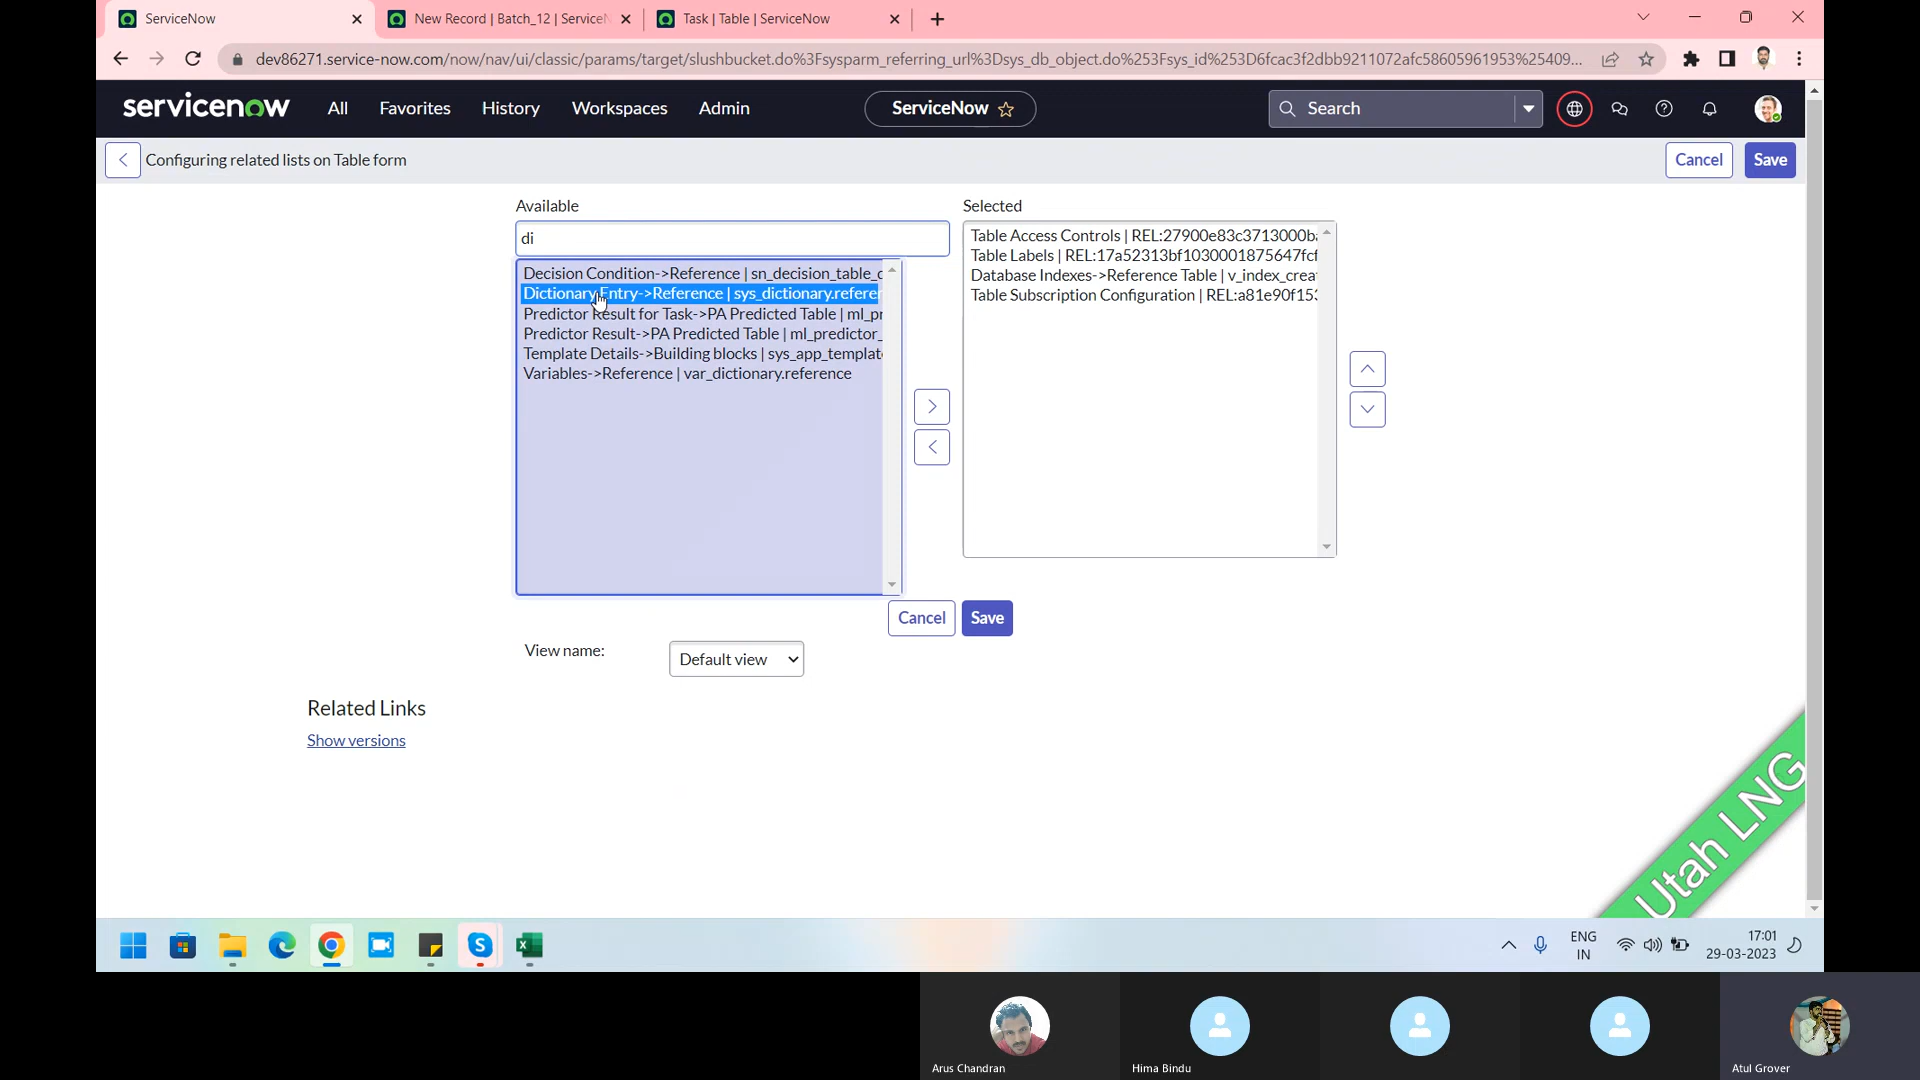 ServiceNow
New Record | Batch_12 | ServiceN
Task | Table | ServiceNow
dev86271.service-now.com/now/nav/ui/classic/params/target/slushbucket.do%3Fsysparm_referring_url%3Dsys_db_object.do%253Fsys_id%253D6fcac3f2dbb9211072afc58605961953%25409...
servicenow
All
Favorites
History
Workspaces
Admin
ServiceNow
Search
Configuring related lists on Table form
Cancel
Save
Available
Selected
di
Decision Condition->Reference | sn_decision_table_c
Dictionary Entry->Reference | sys_dictionary.referer
Predictor Result for Task->PA Predicted Table | ml_pr
Predictor Result->PA Predicted Table | ml_predictor_
Template Details->Building blocks | sys_app_template
Variables->Reference | var_dictionary.reference
Table Access Controls | REL:27900e83c3713000ba
Table Labels | REL:17a52313bf1030001875647fcf
Database Indexes->Reference Table | v_index_crea
Table Subscription Configuration | REL:a81e90f153
Cancel
Save
View name:
Default view
Related Links
Show versions
Utah LNG
ENG
IN
17:01
29-03-2023
Arus Chandran
Hima Bindu
Atul Grover